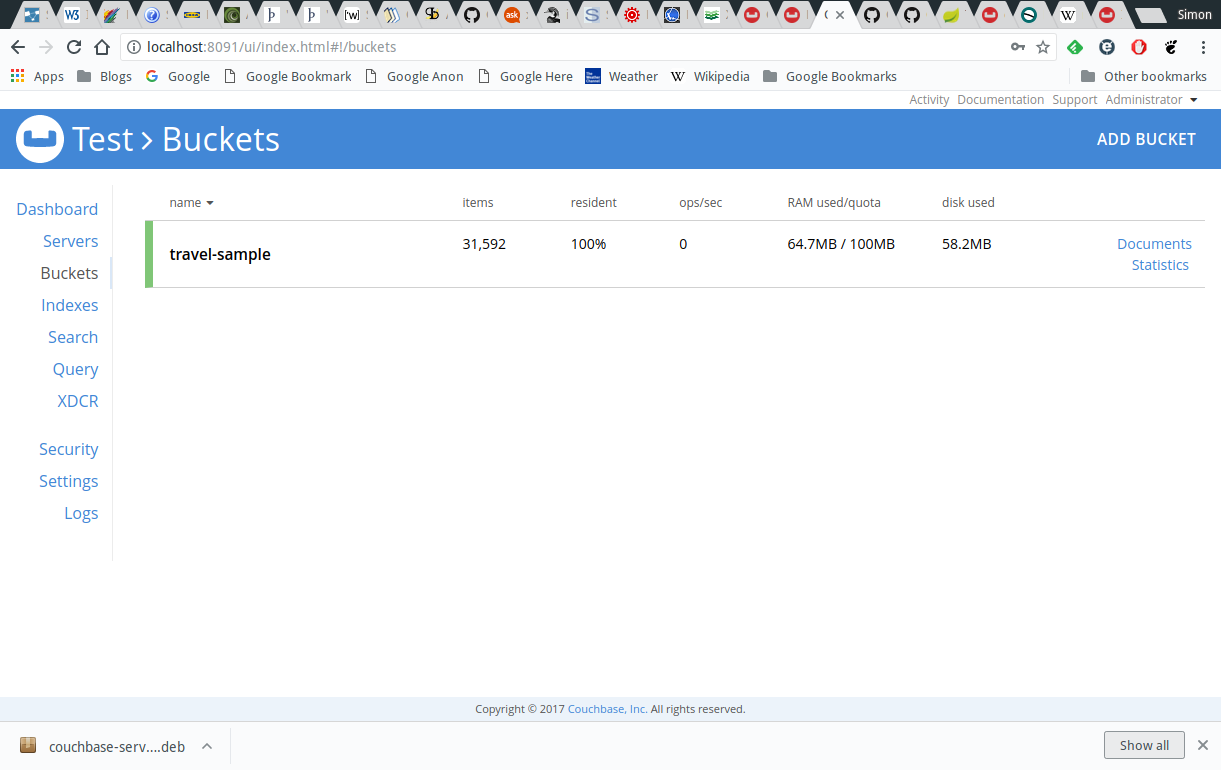 Simon
localhost:8091/ui/index.html#!/buckets
Apps Blogs Google Google Bookmark Google Anon Google Here Weather Wikipedia Google Bookmarks Other bookmarks
Activity Documentation Support Administrator
Test > Buckets ADD BUCKET
Dashboard
Servers
Buckets
Indexes
Search
Query
XDCR
Security
Settings
Logs
name items resident ops/sec RAM used/quota disk used
travel-sample 31,592 100% 0 64.7MB / 100MB 58.2MB Documents
Statistics
Copyright © 2017 Couchbase, Inc. All rights reserved.
couchbase-serv....deb Show all